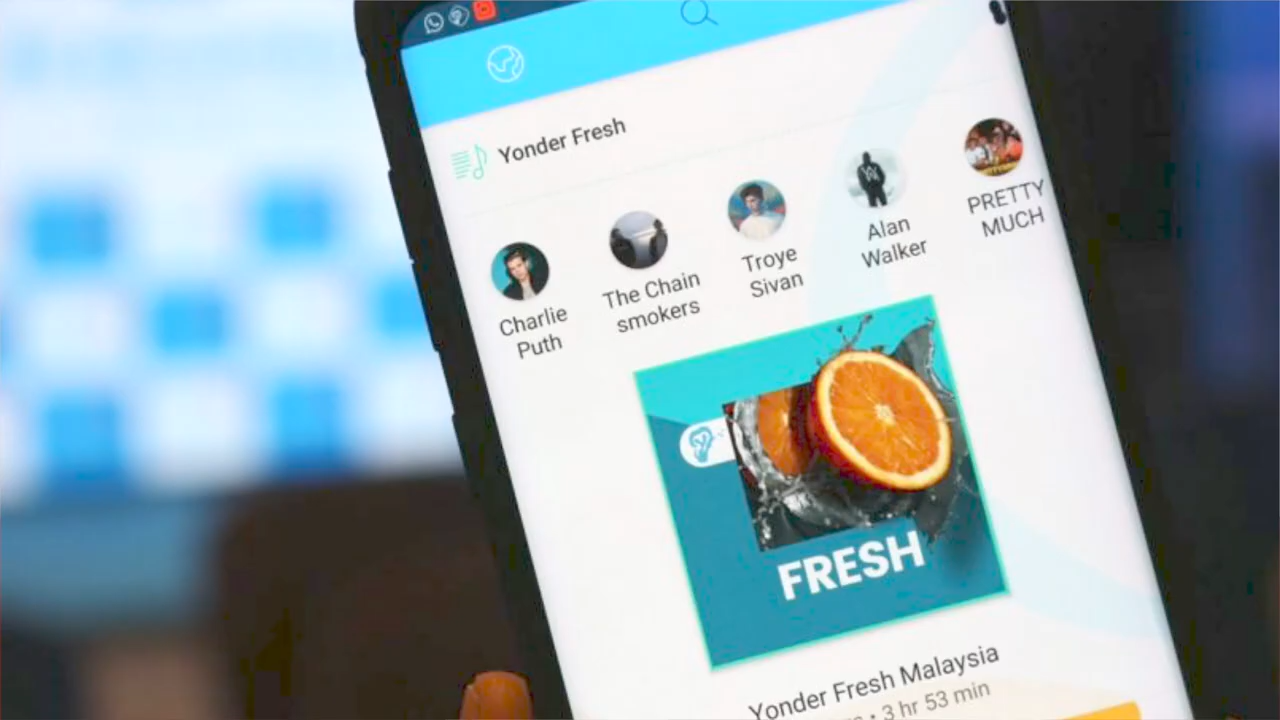 Yonder Fresh
Charlie
Puth
The Chain
smokers
Troye
Sivan
Alan
Walker
PRETTY
MUCH
FRESH
Yonder Fresh Malaysia
• 3 hr 53 min